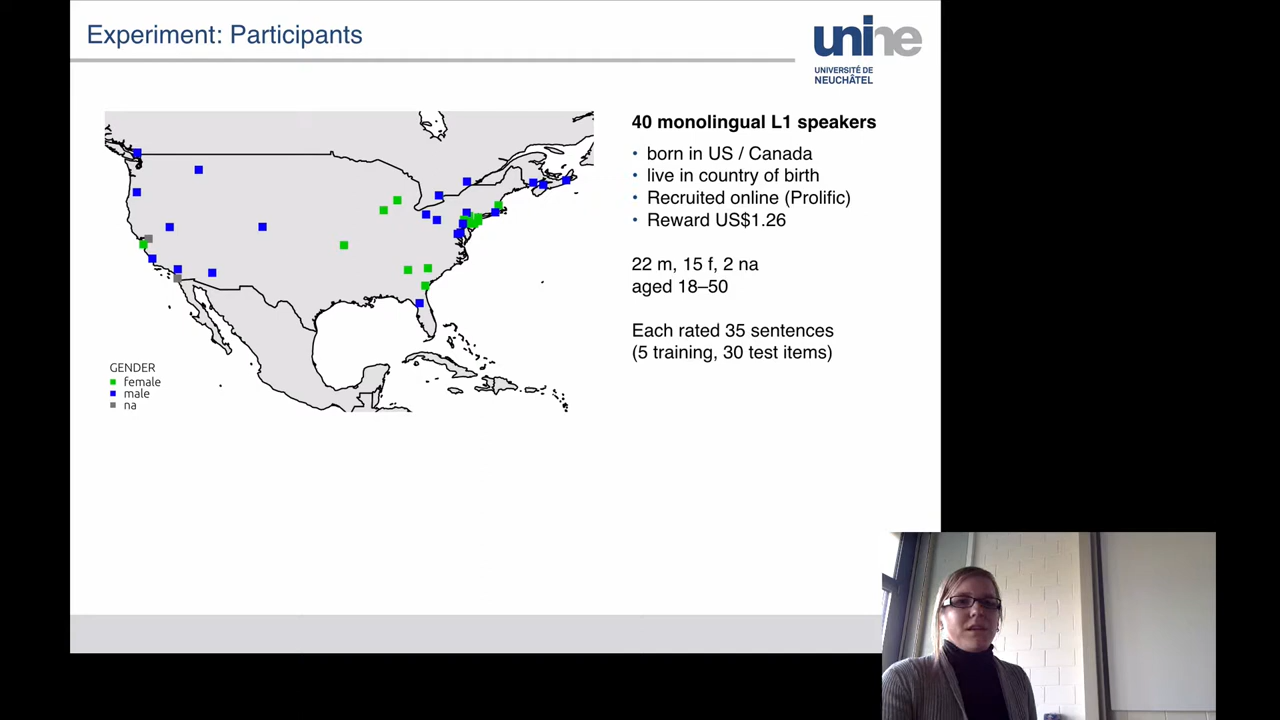 Experiment: Participants
unine
UNIVERSITÉ DE
NEUCHÂTEL
40 monolingual L1 speakers
• born in US / Canada
• live in country of birth
• Recruited online (Prolific)
• Reward US$1.26
22 m, 15 f, 2 na
aged 18–50
Each rated 35 sentences
(5 training, 30 test items)
GENDER
female
male
na